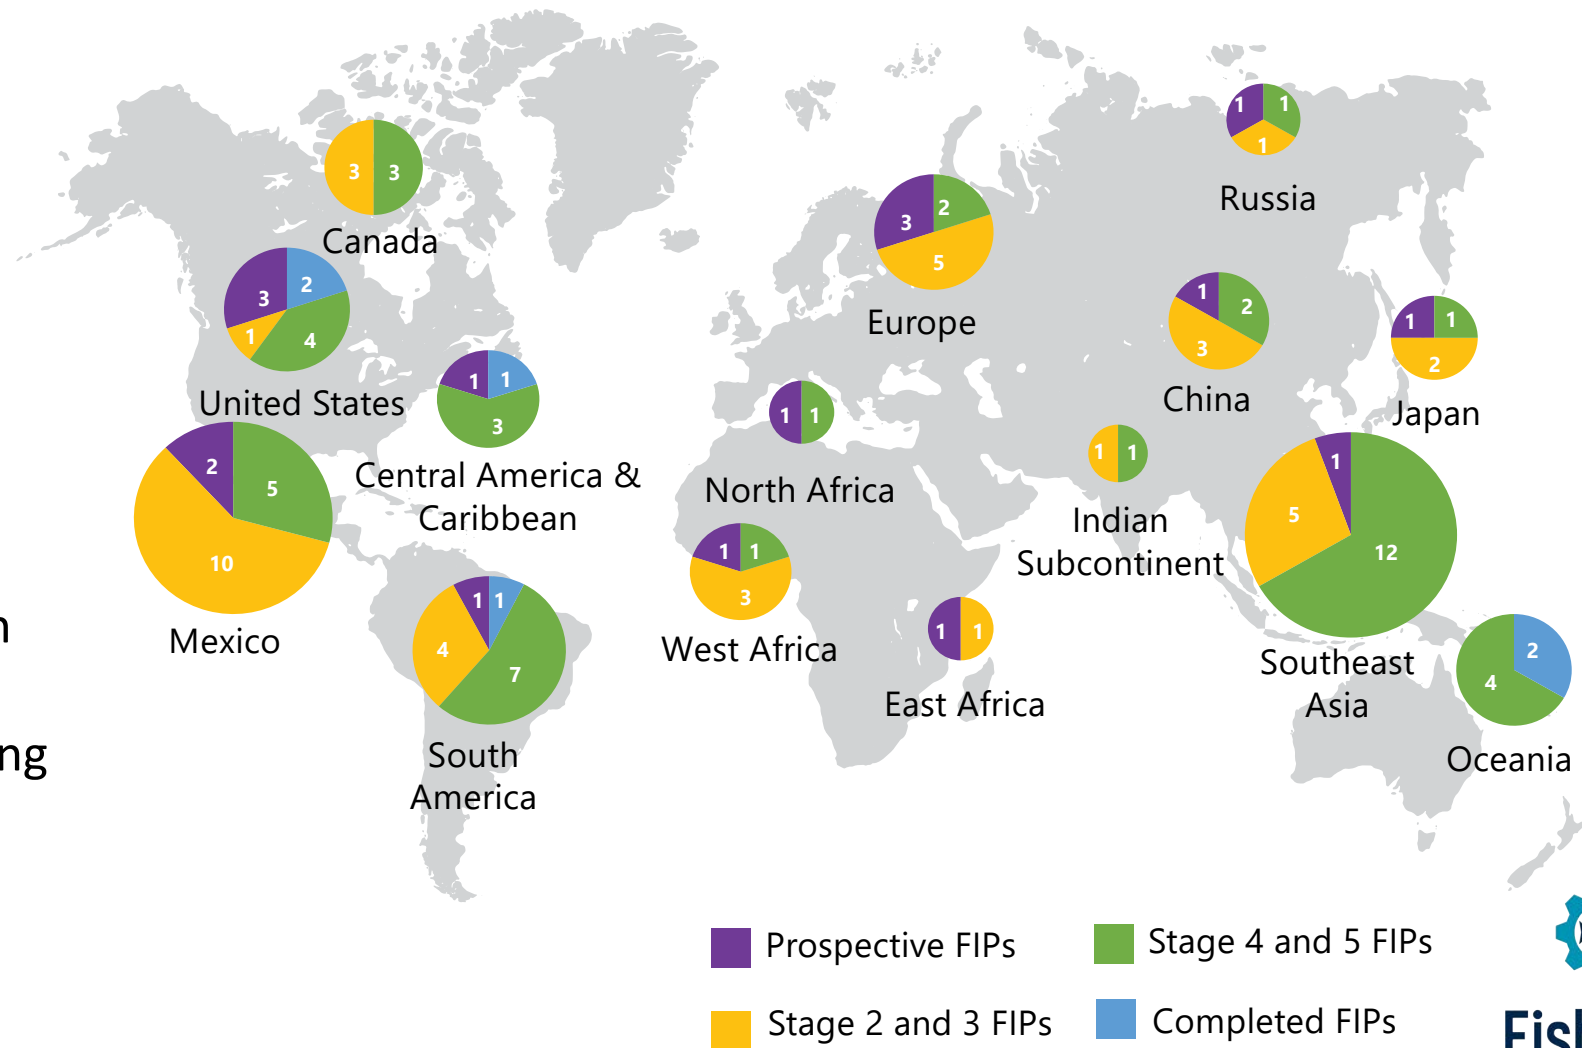 1 1
1
Russia
3 3
Canada
3 2
5
Europe
3 2
1 4
United States
1 2
3
China
1 1
2
Japan
1 1
3
Central America &
Caribbean
1 1
North Africa
1 1
Indian
Subcontinent
2 5
10
Mexico
1
5
12
Southeast
Asia
1 1
3
West Africa
1 1
East Africa
1 1
4
7
South
America
2
4
Oceania
ng
Prospective FIPs
Stage 4 and 5 FIPs
Stage 2 and 3 FIPs
Completed FIPs